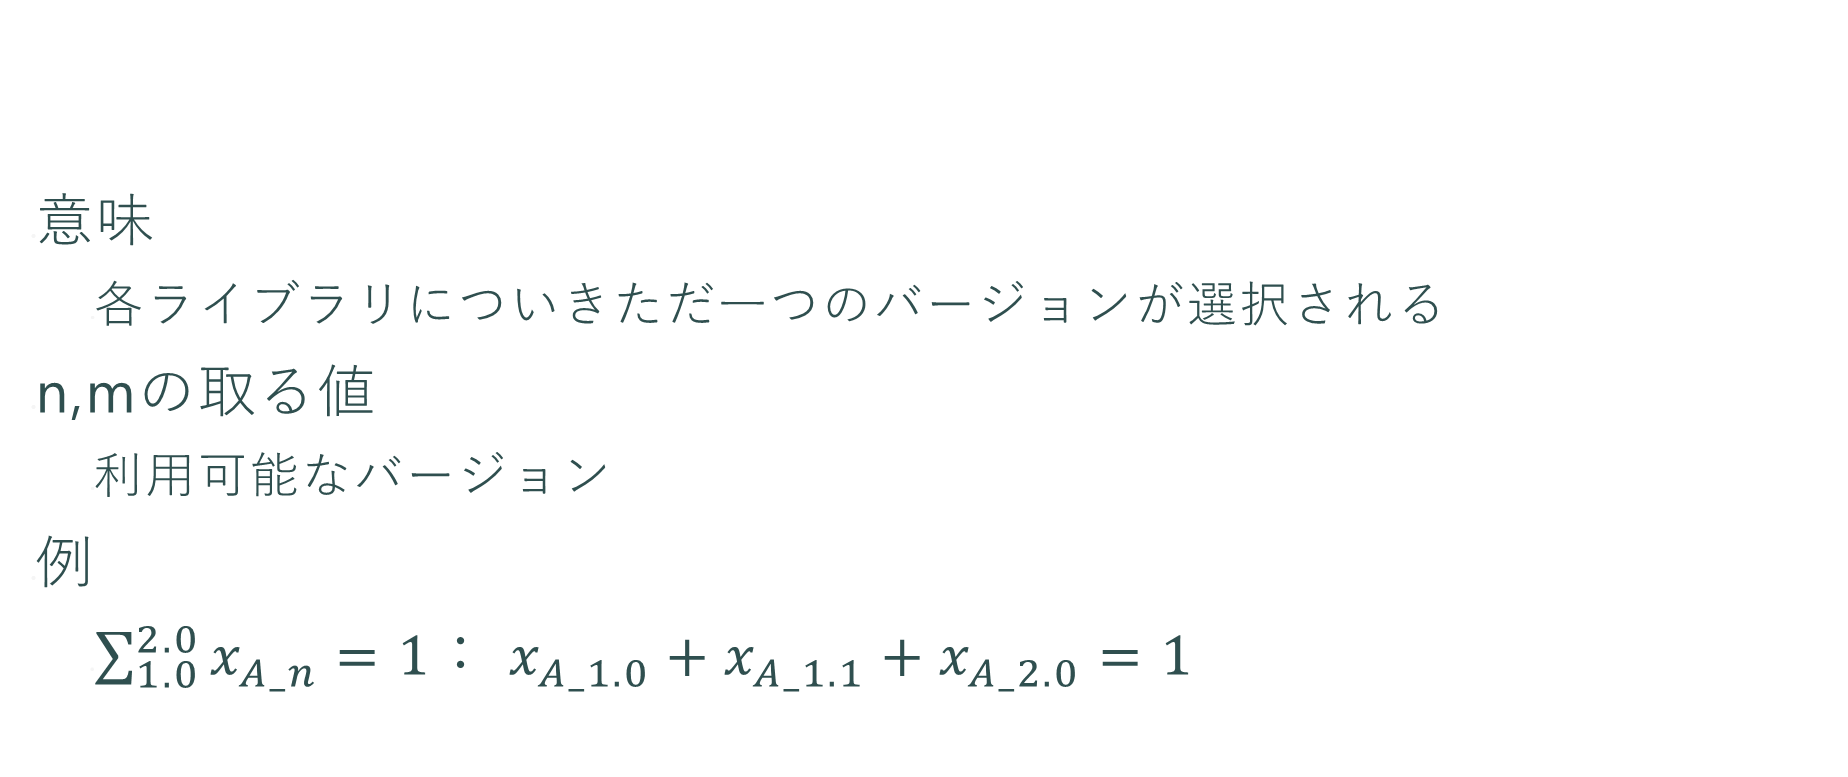 意味
各ライブラリについきただ一つのバージョンが選択される
n,mの取る値
利用可能なバージョン
例
∑_{1.0}^{2.0} x_{A_n} = 1： x_{A_1.0} + x_{A_1.1} + x_{A_2.0} = 1